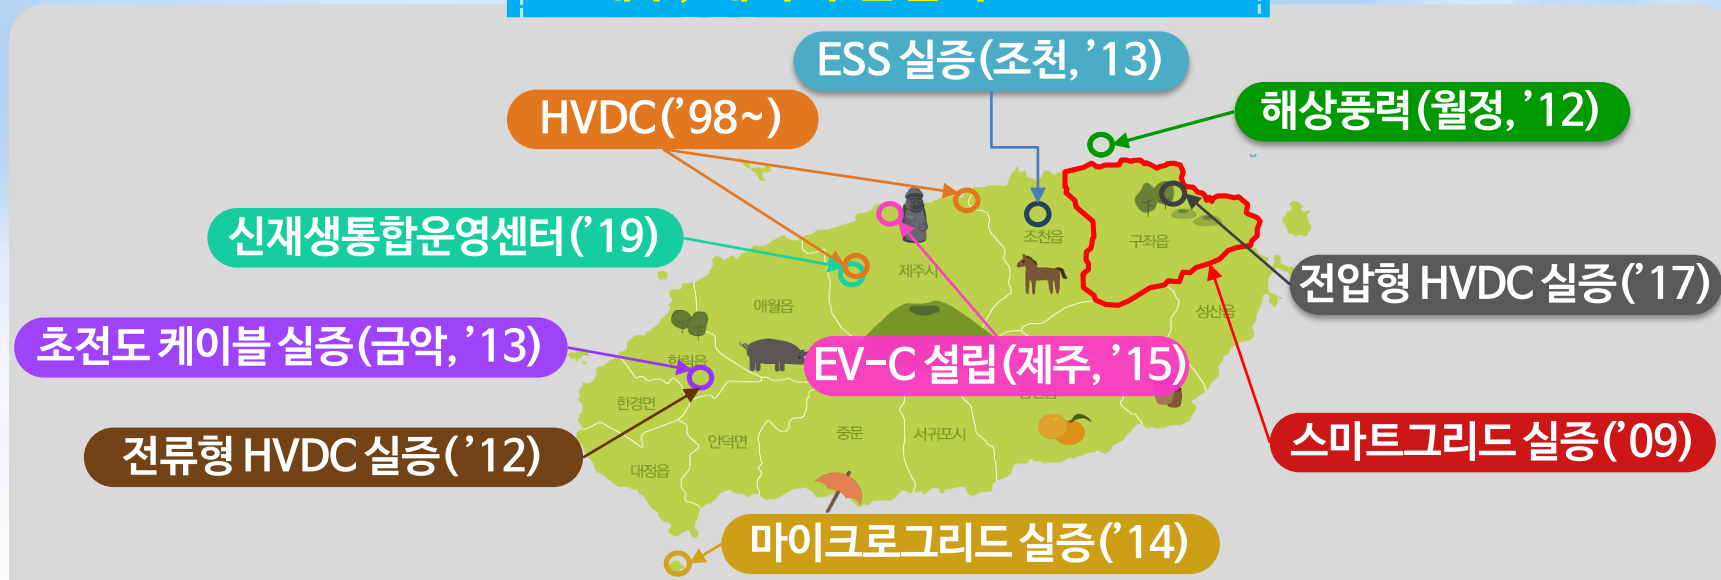 ESS 실증(조천, ’13)
HVDC(’98~)
해상풍력(월정, ’12)
신재생통합운영센터(’19)
조천읍
구좌읍
제주시
전압형 HVDC 실증(’17)
애월읍
성산읍
초전도 케이블 실증(금악, ’13)
한림읍
EV-C 설립(제주, ’15)
한경면
전류형 HVDC 실증(’12)
안덕면
중문
서귀포시
스마트그리드 실증(’09)
대정읍
마이크로그리드 실증(’14)